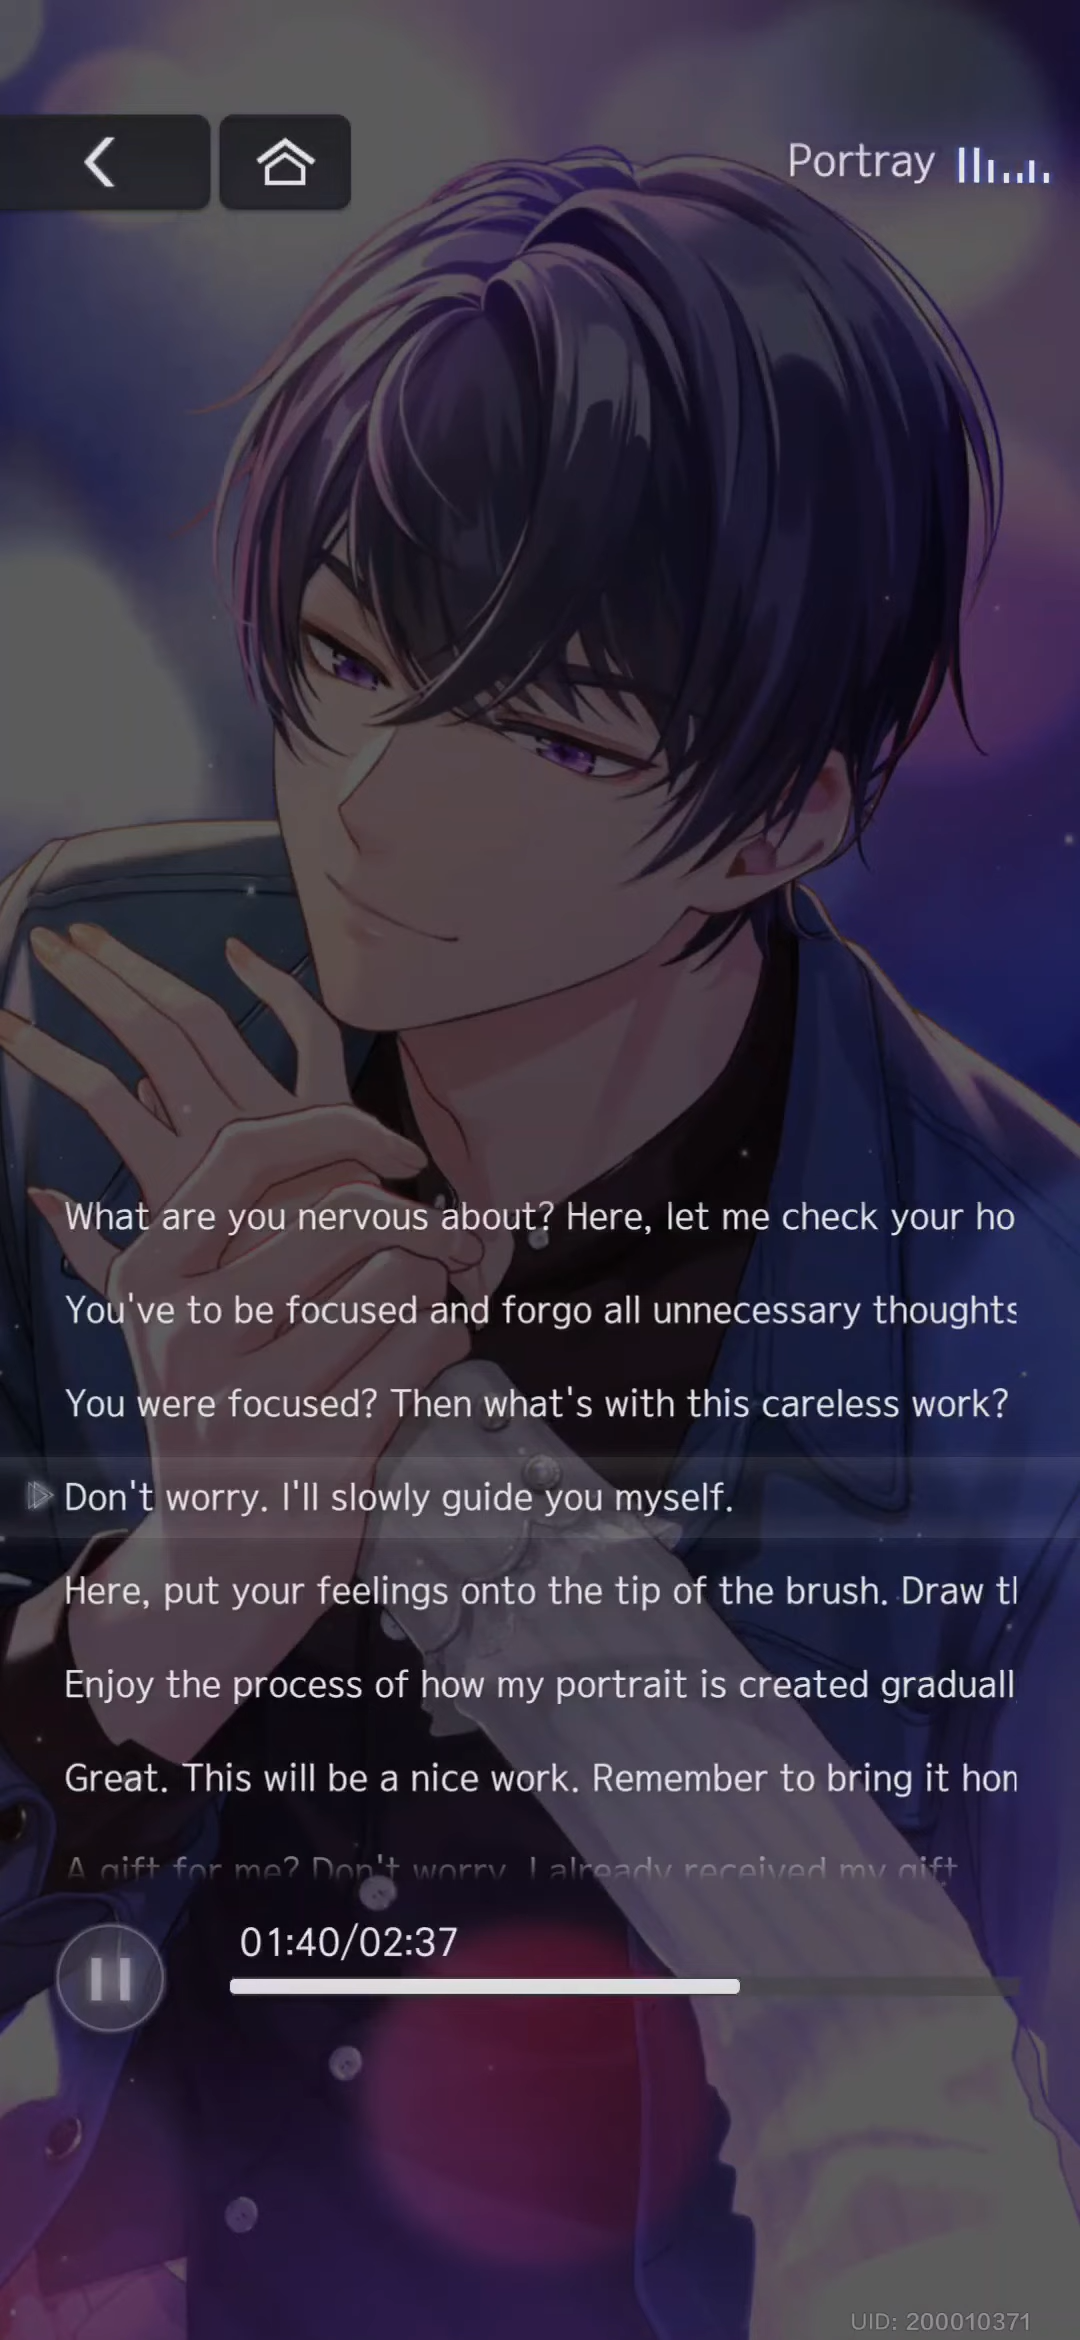 Portray
What are you nervous about? Here, let me check your ho
You've to be focused and forgo all unnecessary thoughts
You were focused? Then what's with this careless work?
Don't worry. I'll slowly guide you myself.
Here, put your feelings onto the tip of the brush. Draw tl
Enjoy the process of how my portrait is created graduall
Great. This will be a nice work. Remember to bring it hon
A gift for me? Don't worry. I already received my gift.
01:40/02:37
UID: 200010371